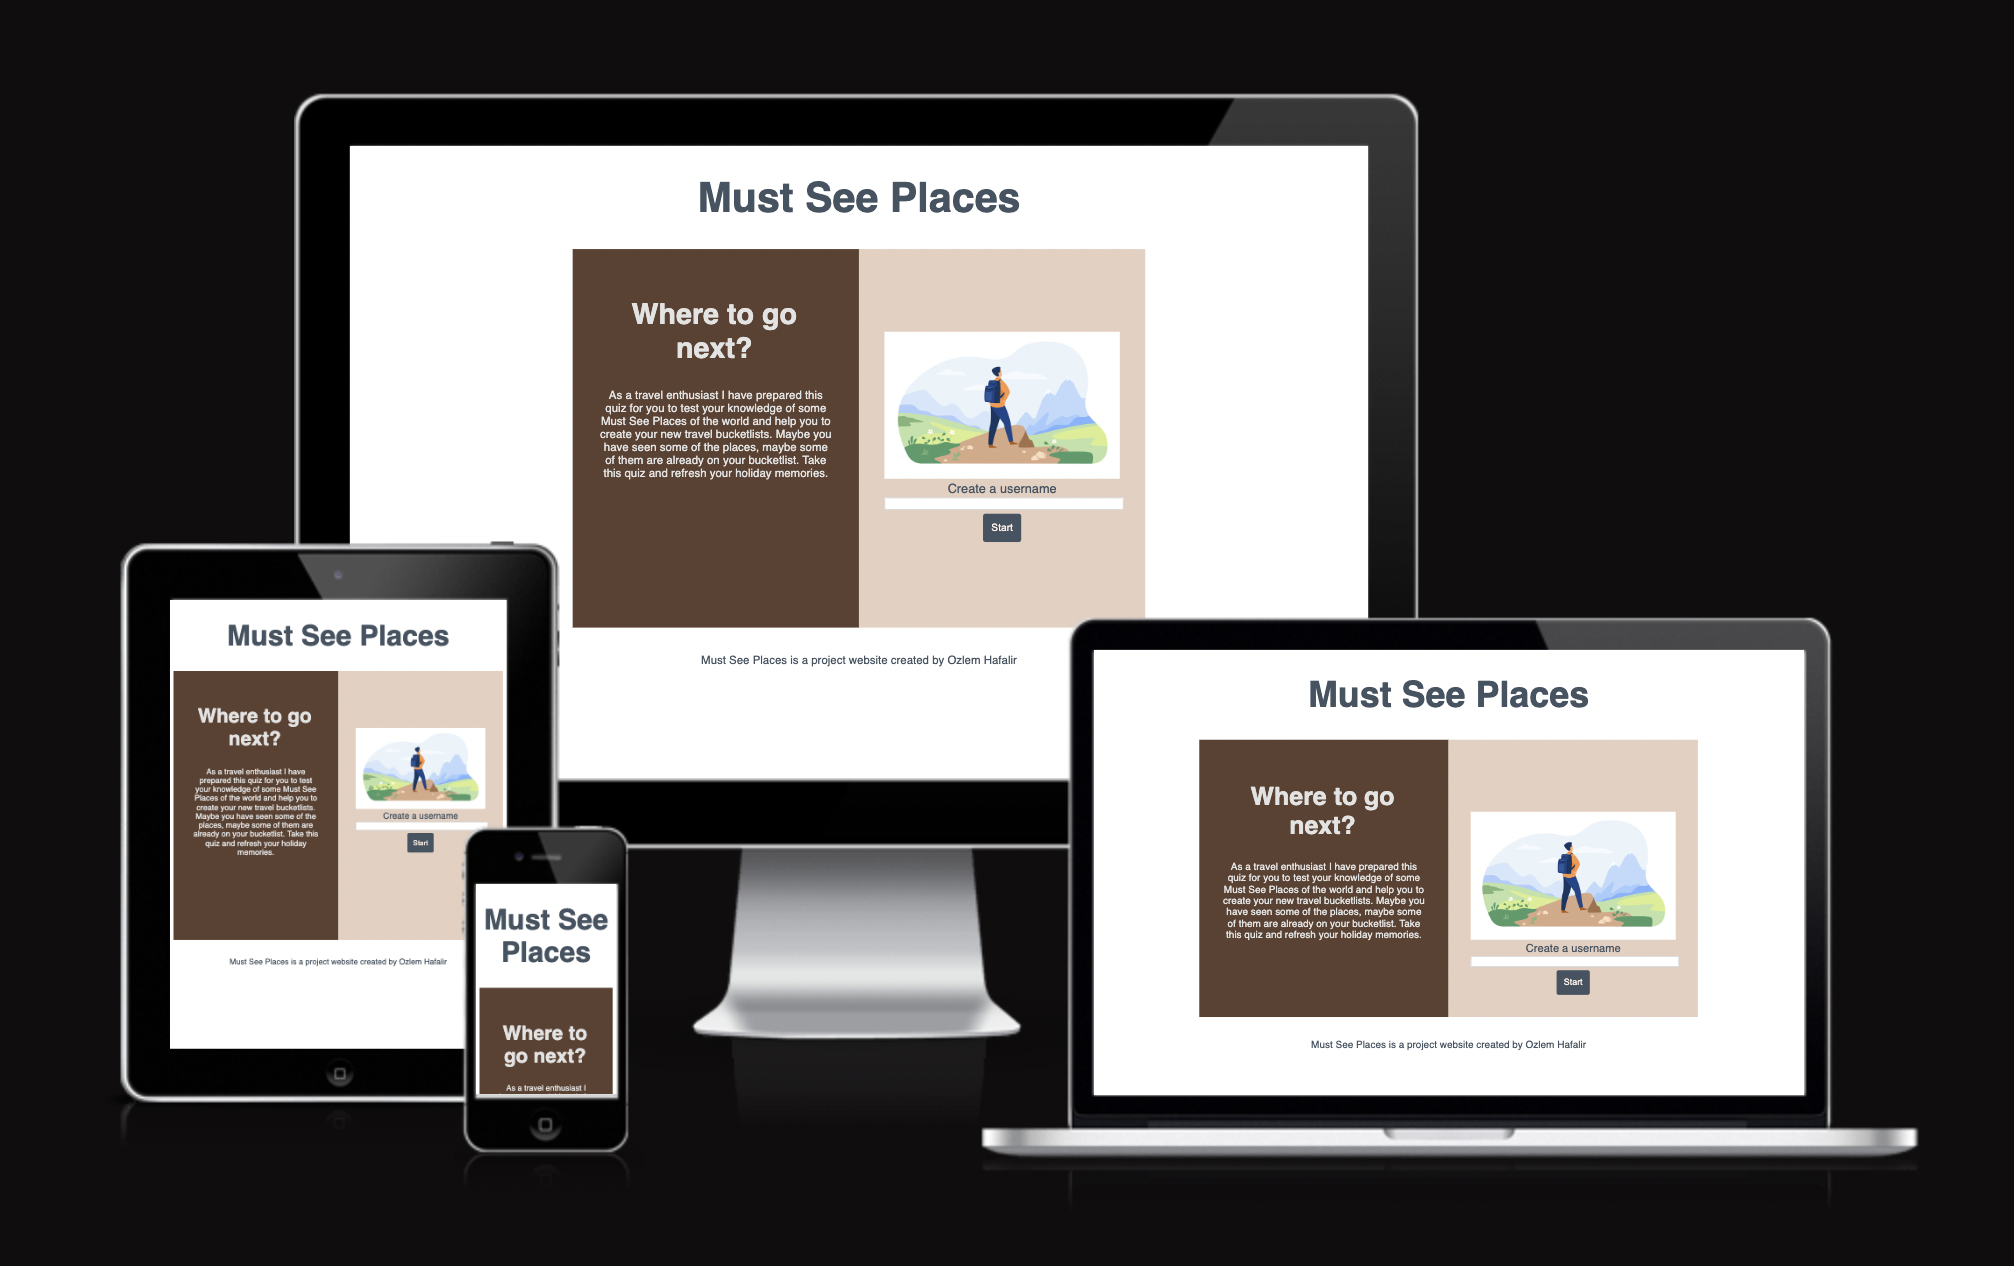 Must See Places
Where to go
next?
As a travel enthusiast I have prepared this
quiz for you to test your knowledge of some
Must See Places of the world and help you to
create your new travel bucketlists. Maybe you
have seen some of the places, maybe some
of them are already on your bucketlist. Take
this quiz and refresh your holiday memories.
Create a username
Start
Must See Places is a project website created by Ozlem Hafalir
Must See Places
Where to go
next?
As a travel enthusiast I have
prepared this quiz for you to test
your knowledge of some Must See
Places of the world and help you to
create your new travel bucketlists.
Maybe you have seen some of the
places, maybe some of them are
already on your bucketlist. Take this
quiz and refresh your holiday
memories.
Create a username
Start
Must See Places is a project website created by Ozlem Hafalir
Must See
Places
Where to
go next?
As a travel enthusiast I
Must See Places
Where to go
next?
As a travel enthusiast I have prepared this
quiz for you to test your knowledge of some
Must See Places of the world and help you to
create your new travel bucketlists. Maybe you
have seen some of the places, maybe some
of them are already on your bucketlist. Take
this quiz and refresh your holiday memories.
Create a username
Start
Must See Places is a project website created by Ozlem Hafalir